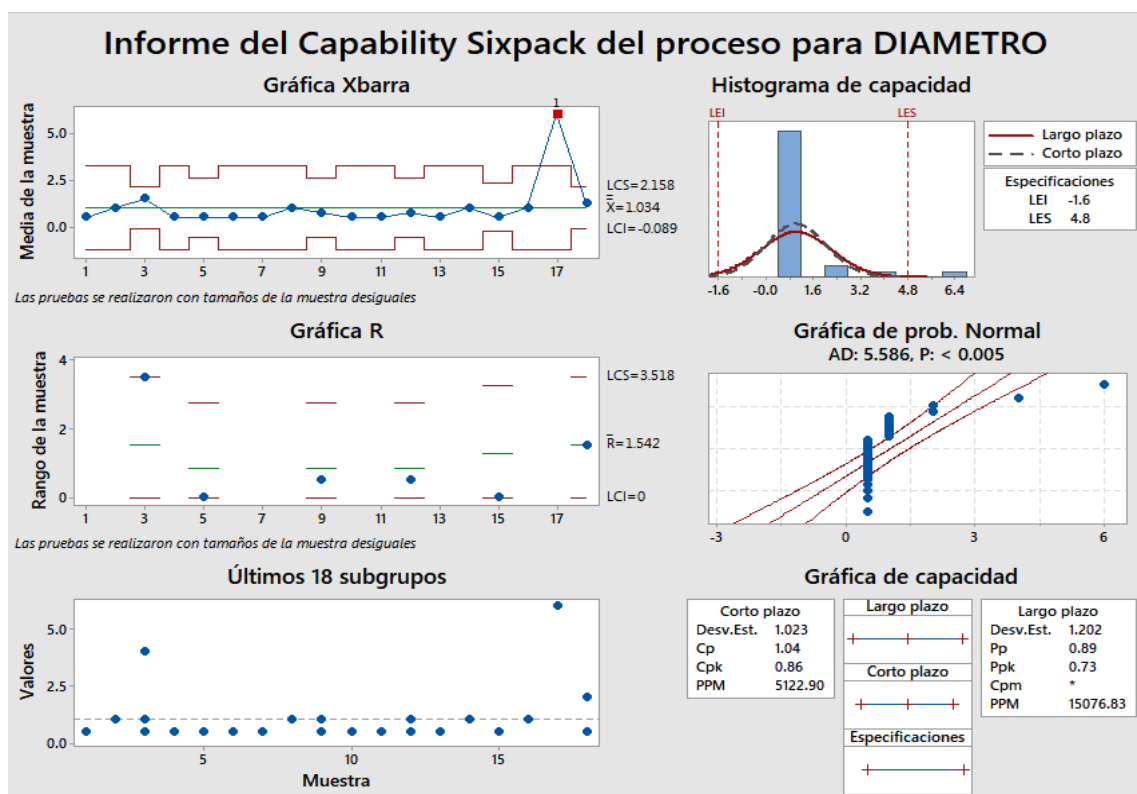 Informe del Capability Sixpack del proceso para DIAMETRO
Gráfica Xbarra
Media de la muestra
5.0
2.5
0.0
1
1 3 5 7 9 11 13 15 17
LCS=2.158
X=1.034
LCI=-0.089
Las pruebas se realizaron con tamaños de la muestra desiguales
Histograma de capacidad
LEI
LES
-1.6 -0.0 1.6 3.2 4.8 6.4
Largo plazo
Corto plazo
Especificaciones
LEI -1.6
LES 4.8
Gráfica R
Rango de la muestra
4
2
0
1 3 5 7 9 11 13 15 17
LCS=3.518
R=1.542
LCI=0
Las pruebas se realizaron con tamaños de la muestra desiguales
Gráfica de prob. Normal
AD: 5.586, P: < 0.005
-3 0 3 6
Últimos 18 subgrupos
Valores
5.0
2.5
0.0
5 10 15
Muestra
Gráfica de capacidad
Corto plazo
Desv.Est. 1.023
Cp 1.04
Cpk 0.86
PPM 5122.90
Largo plazo
Corto plazo
Especificaciones
Largo plazo
Desv.Est. 1.202
Pp 0.89
Ppk 0.73
Cpm *
PPM 15076.83